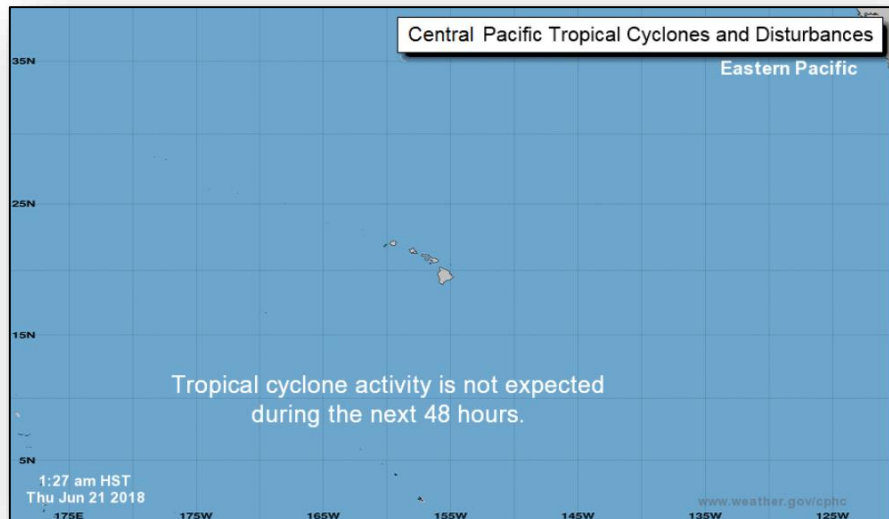 Central Pacific Tropical Cyclones and Disturbances
Eastern Pacific
35N
25N
15N
Tropical cyclone activity is not expected
during the next 48 hours.
5N
1:27 am HST
Thu Jun 21 2018
www.weather.gov/cphc
175E 175W 165W 155W 145W 135W 125W